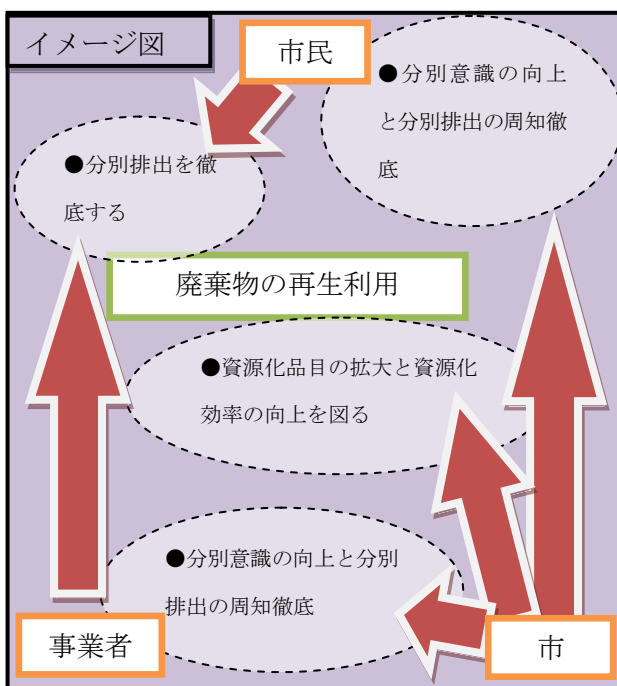 イメージ図
市民
●分別意識の向上
と分別排出の周知徹
底
●分別排出を徹
底する
廃棄物の再生利用
●資源化品目の拡大と資源化
効率の向上を図る
●分別意識の向上と分別
排出の周知徹底
事業者
市